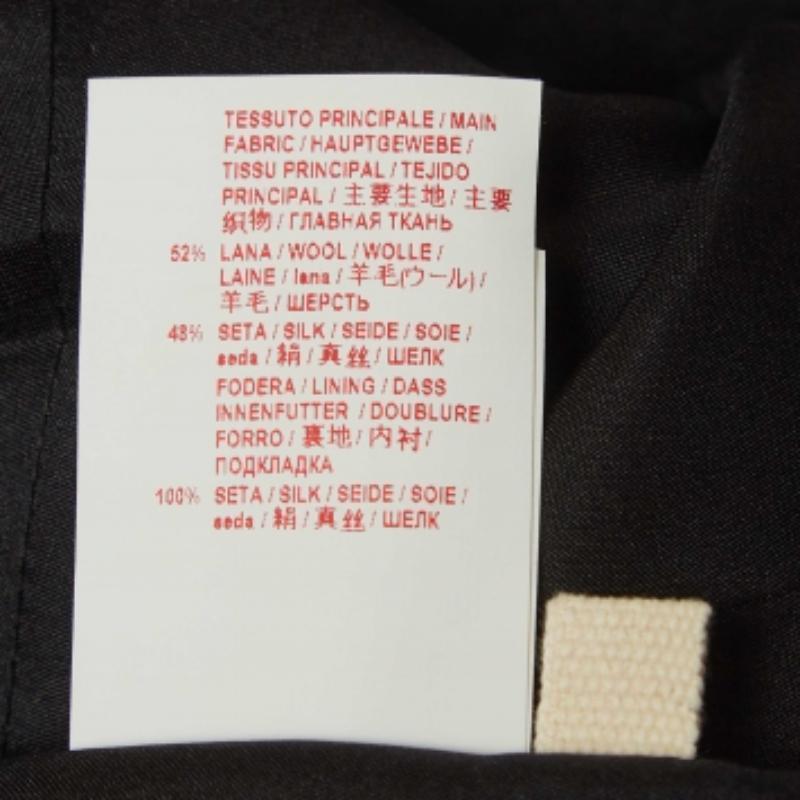 TESSUTO PRINCIPALE / MAIN
FABRIC / HAUPTGEWEBE /
TISSU PRINCIPAL / TEJIDO
PRINCIPAL / 主要生地 / 主要
织物 / ГЛАВНАЯ ТКАНЬ
52% LANA / WOOL / WOLLE /
LAINE / lana / 羊毛(ウール) /
羊毛 / ШЕРСТЬ
48% SETA / SILK / SEIDE / SOIE /
seda / 絹 / 真丝 / ШЕЛК
FODERA / LINING / DASS
INNENFUTTER / DOUBLURE /
FORRO / 裏地 / 内衬 /
ПОДКЛАДКА
100% SETA / SILK / SEIDE / SOIE /
seda / 絹 / 真丝 / ШЕЛК